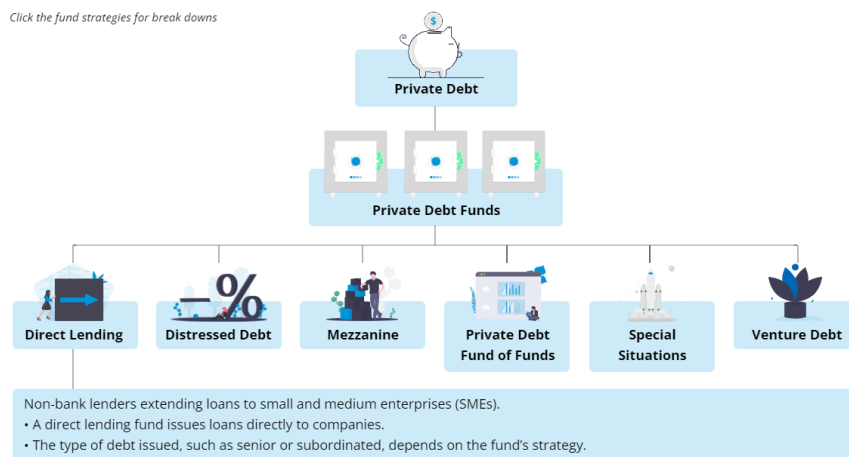 Click the fund strategies for break downs
$
Private Debt
Private Debt Funds
Direct Lending
Distressed Debt
Mezzanine
Private Debt
Fund of Funds
Special
Situations
Venture Debt
Non-bank lenders extending loans to small and medium enterprises (SMEs).
• A direct lending fund issues loans directly to companies.
• The type of debt issued, such as senior or subordinated, depends on the fund’s strategy.